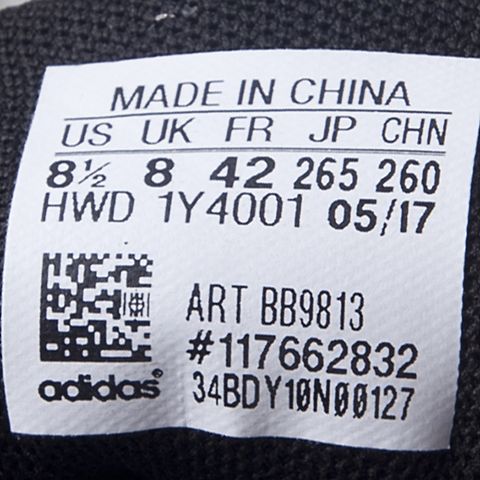 MADE IN CHINA
US UK FR JP CHN
8½ 8 42 265 260
HWD 1Y4001 05/17
ART BB9813
#117662832
adidas® 34BDY10N00127